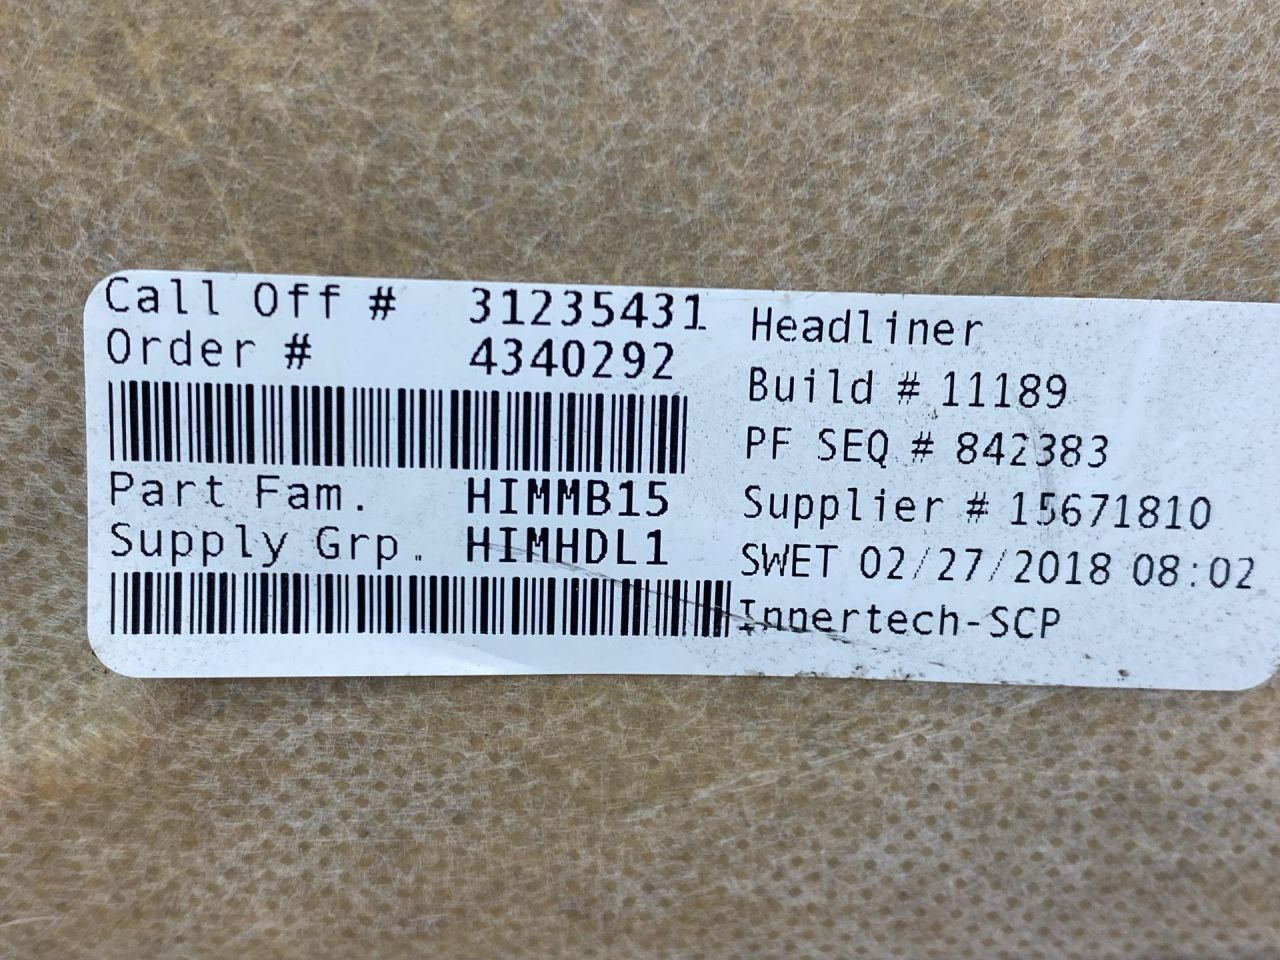 Call Off # 31235431
Order # 4340292
Part Fam. HIMMB15
Supply Grp. HIMHDL1
Headliner
Build # 11189
PF SEQ # 842383
Supplier # 15671810
SWET 02/27/2018 08:02
Innertech-SCP